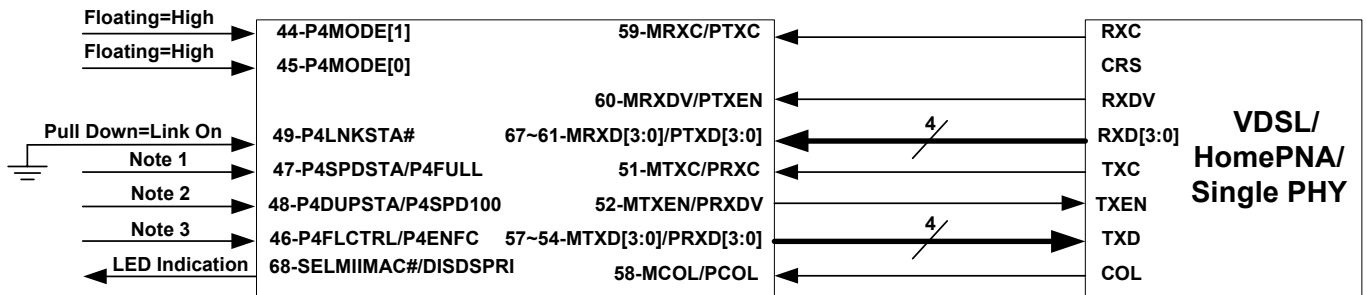 Floating=High
44-P4MODE[1]
59-MRXC/PTXC
RXC
Floating=High
45-P4MODE[0]
CRS
60-MRXDV/PTXEN
RXDV
Pull Down=Link On
49-P4LNKSTA#
67~61-MRXD[3:0]/PTXD[3:0]
4
RXD[3:0]
VDSL/
HomePNA/
Single PHY
Note 1
47-P4SPDSTA/P4FULL
51-MTXC/PRXC
TXC
Note 2
48-P4DUPSTA/P4SPD100
52-MTXEN/PRXDV
TXEN
Note 3
46-P4FLCTRL/P4ENFC
57~54-MTXD[3:0]/PRXD[3:0]
4
TXD
LED Indication
68-SELMIIMAC#/DISDSPRI
58-MCOL/PCOL
COL